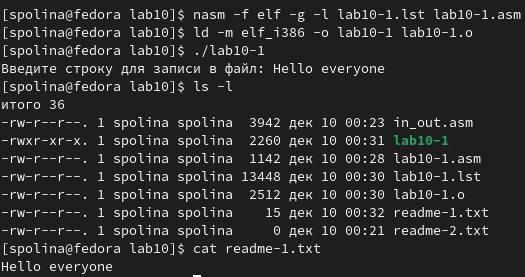 [spolina@fedora lab10]$ nasm -f elf -g -l lab10-1.lst lab10-1.asm
[spolina@fedora lab10]$ ld -m elf_i386 -o lab10-1 lab10-1.o
[spolina@fedora lab10]$ ./lab10-1
Введите строку для записи в файл: Hello everyone
[spolina@fedora lab10]$ ls -l
итого 36
-rw-r--r--. 1 spolina spolina  3942 дек 10 00:23 in_out.asm
-rwxr-xr-x. 1 spolina spolina  2260 дек 10 00:31 lab10-1
-rw-r--r--. 1 spolina spolina  1142 дек 10 00:28 lab10-1.asm
-rw-r--r--. 1 spolina spolina 13448 дек 10 00:30 lab10-1.lst
-rw-r--r--. 1 spolina spolina  2512 дек 10 00:30 lab10-1.o
-rw-r--r--. 1 spolina spolina    15 дек 10 00:32 readme-1.txt
-rw-r--r--. 1 spolina spolina     0 дек 10 00:21 readme-2.txt
[spolina@fedora lab10]$ cat readme-1.txt
Hello everyone